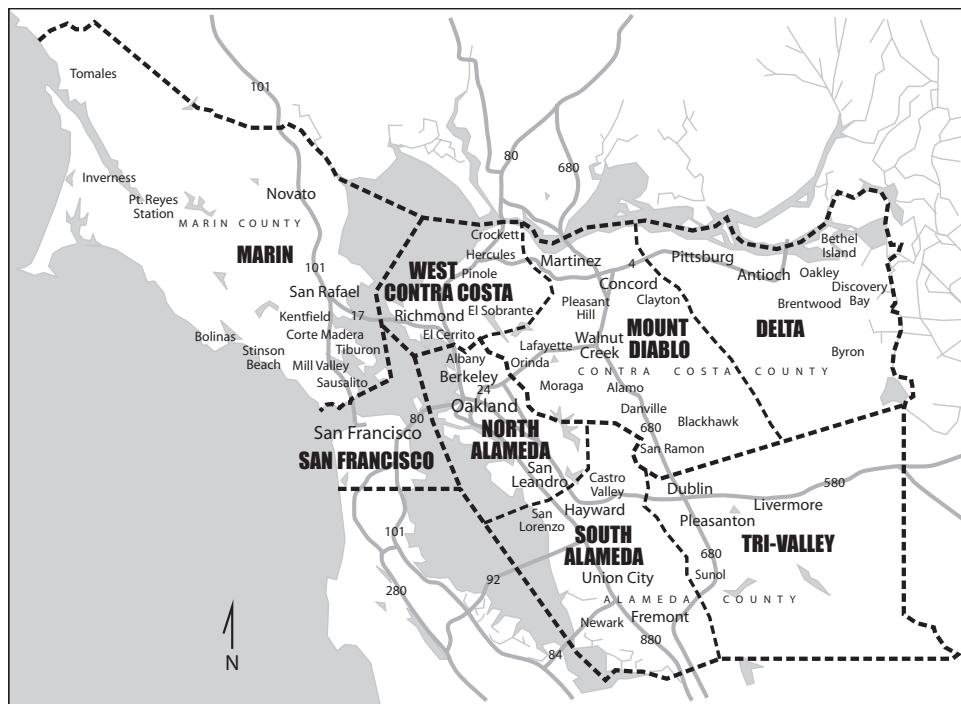 Tomales
101
80
680
Inverness
Pt. Reyes
Station
Novato
MARIN COUNTY
MARIN
101
San Rafael
Kentfield
17
Corte Madera
Tiburon
Bolinas
Stinson
Beach
Mill Valley
Sausalito
Crockett
Hercules
WEST
CONTRA COSTA
Pinole
Richmond
El Sobrante
El Cerrito
Martinez
4
Concord
Pleasant
Hill
Clayton
Pittsburg
Antioch
Bethel
Island
Oakley
Discovery
Bay
Brentwood
MOUNT
DIABLO
DELTA
Byron
Lafayette
Walnut
Creek
Orinda
CONTRA COSTA COUNTY
Moraga
Alamo
Danville
Blackhawk
680
San Ramon
Albany
Berkeley
24
Oakland
80
San Francisco
SAN FRANCISCO
NORTH
ALAMEDA
San
Leandro
Castro
Valley
Dublin
580
Livermore
San
Lorenzo
Hayward
Pleasanton
SOUTH
ALAMEDA
TRI-VALLEY
101
680
Sunol
92
280
Union City
ALAMEDA COUNTY
Newark
Fremont
880
84
N